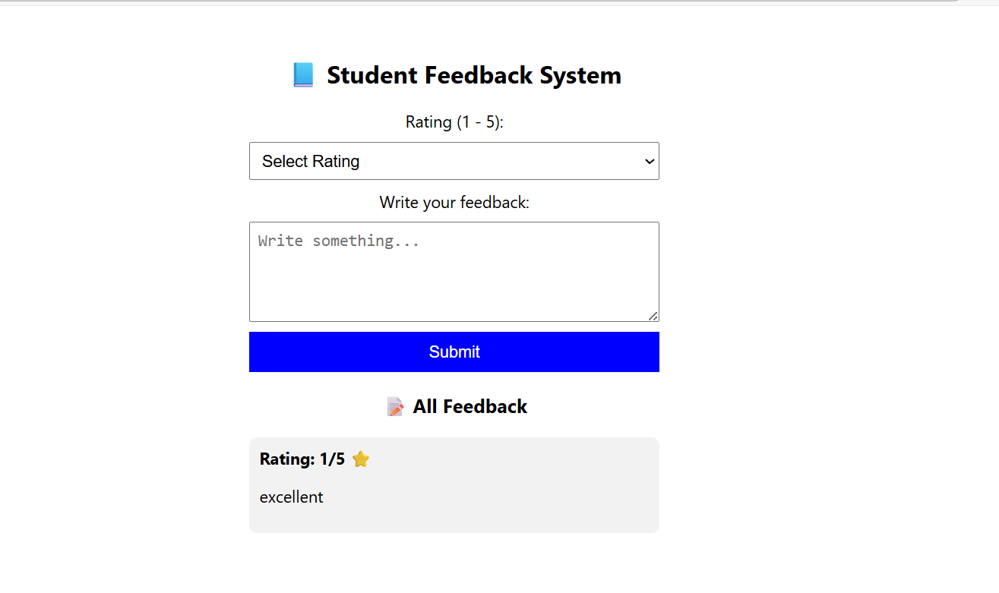 Student Feedback System
Rating (1 - 5):
Select Rating
Write your feedback:
Write something...
Submit
All Feedback
Rating: 1/5 ⭐
excellent